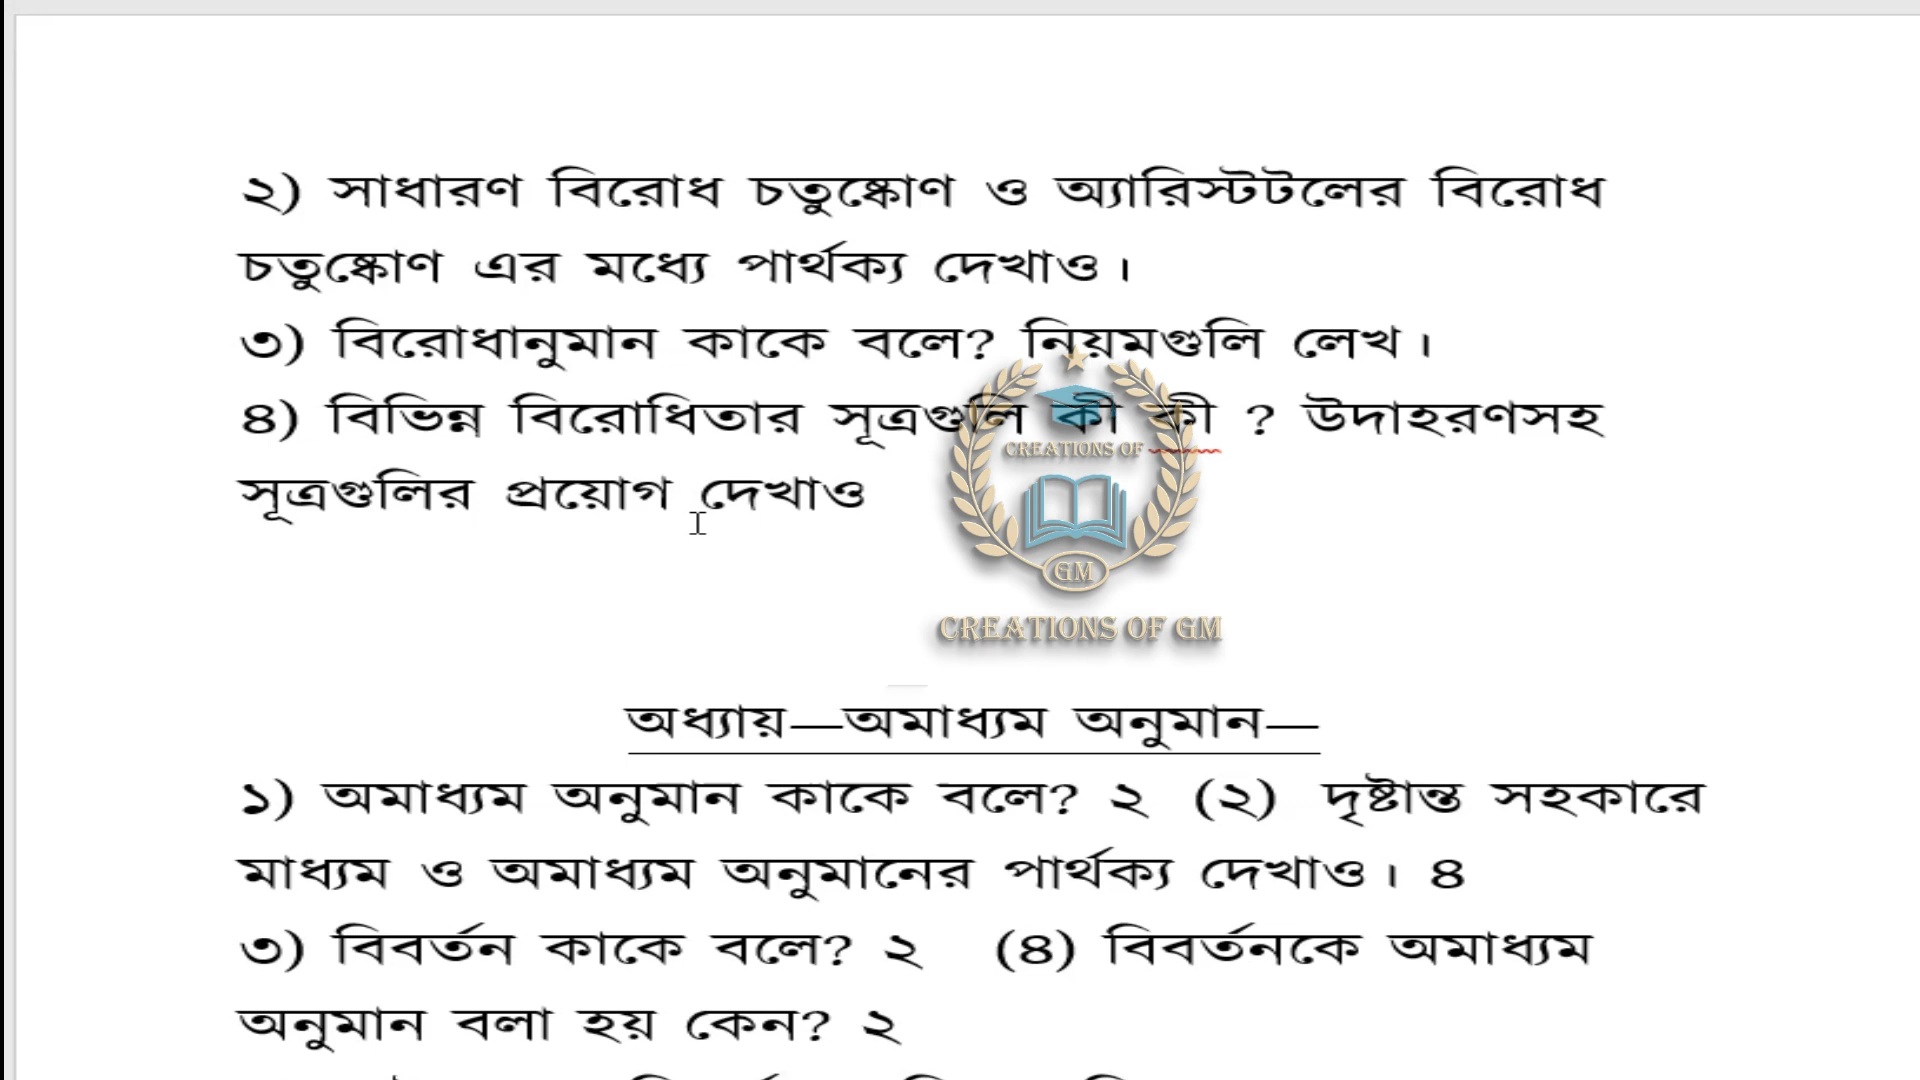 ২) সাধারণ বিরোধ চতুষ্কোণ ও অ্যারিস্টটলের বিরোধ
চতুষ্কোণ এর মধ্যে পার্থক্য দেখাও।
৩) বিরোধানুমান কাকে বলে? নিয়মগুলি লেখ।
৪) বিভিন্ন বিরোধিতার সূত্রগুলি কী কী ? উদাহরণসহ
সূত্রগুলির প্রয়োগ দেখাও
CREATIONS OF
GM
CREATIONS OF GM
অধ্যায়—অমাধ্যম অনুমান—
১) অমাধ্যম অনুমান কাকে বলে? ২ (২) দৃষ্টান্ত সহকারে
মাধ্যম ও অমাধ্যম অনুমানের পার্থক্য দেখাও। ৪
৩) বিবর্তন কাকে বলে? ২ (৪) বিবর্তনকে অমাধ্যম
অনুমান বলা হয় কেন? ২